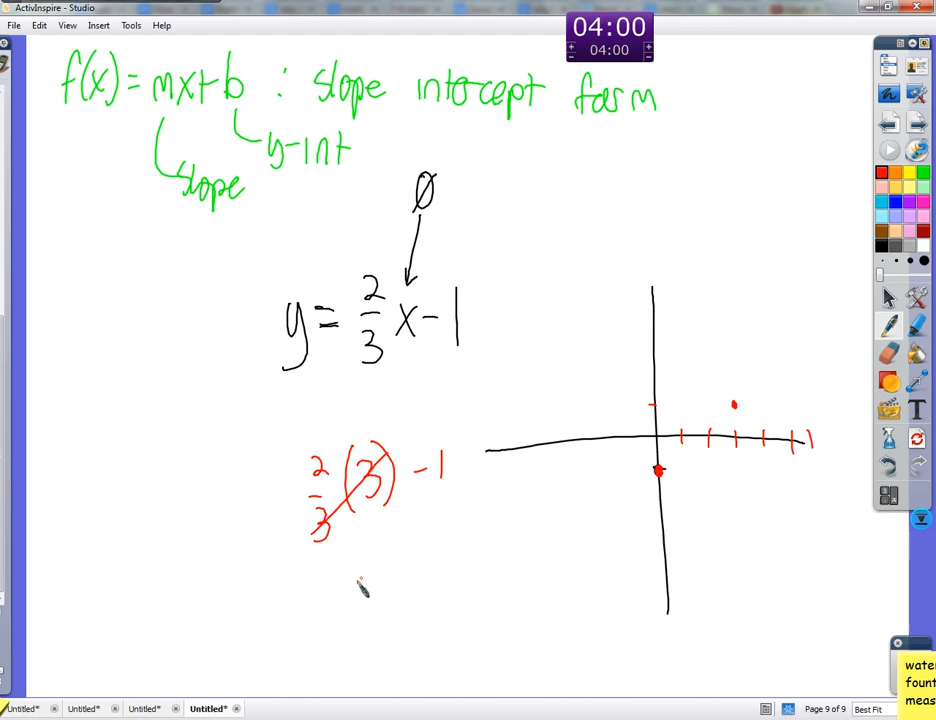 ActivInspire - Studio
File Edit View Insert Tools Help
04:00
04:00
f(x) = mx+b : slope intercept form
y-int
slope
0
y = 2/3 x - 1
2/3 (3) - 1
T
wate
fount
meas
Untitled* Untitled* Untitled* Untitled*
Page 9 of 9 Best Fit